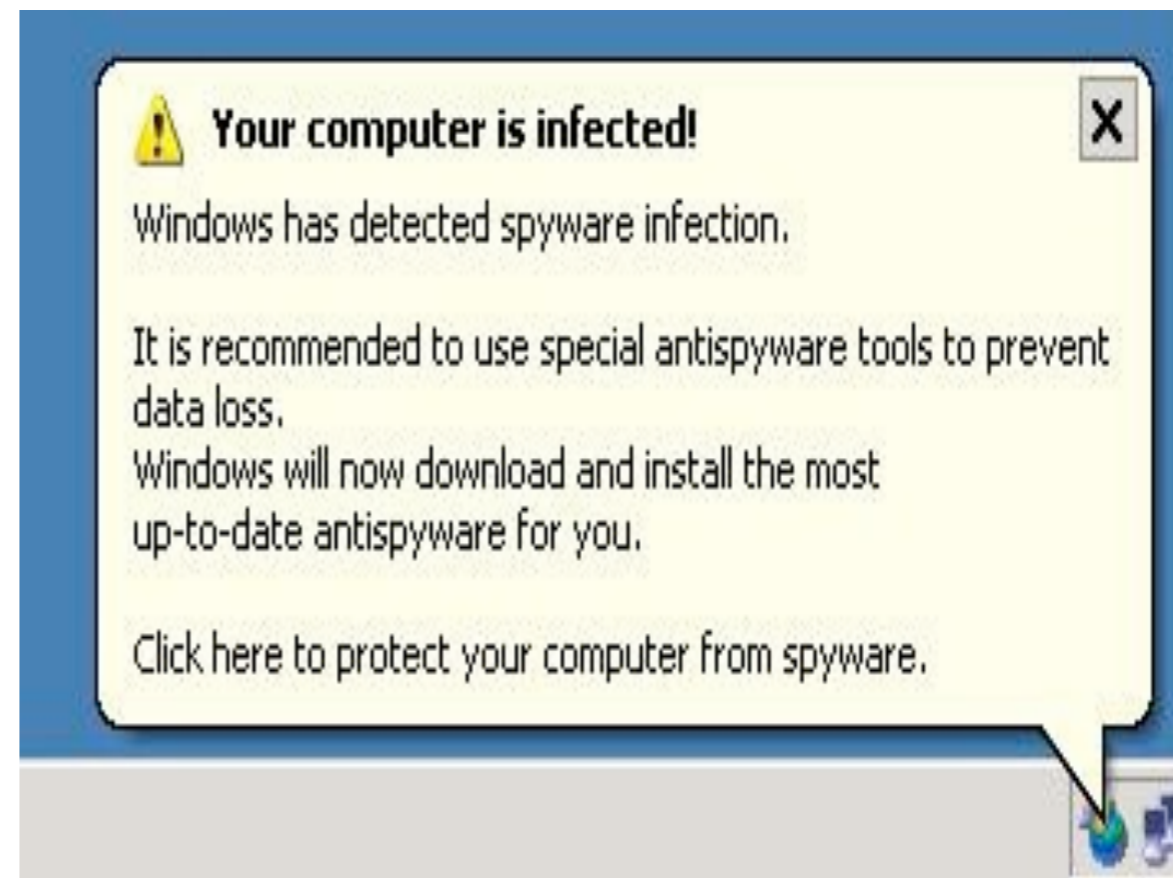 Your computer is infected!
X
Windows has detected spyware infection.
It is recommended to use special antispyware tools to prevent
data loss.
Windows will now download and install the most
up-to-date antispyware for you.
Click here to protect your computer from spyware.